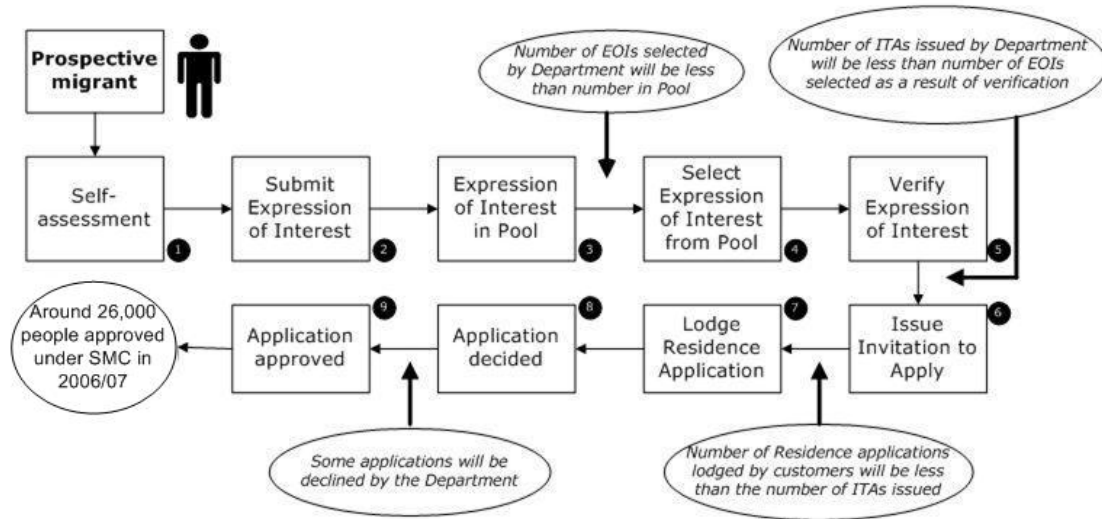 Prospective
migrant
Number of EOIs selected
by Department will be less
than number in Pool
Number of ITAs issued by Department
will be less than number of EOIs
selected as a result of verification
Self-
assessment
1
Submit
Expression
of Interest
2
Expression
of Interest
in Pool
3
Select
Expression
of Interest
from Pool
4
Verify
Expression
of Interest
5
Issue
Invitation to
Apply
6
Lodge
Residence
Application
7
Application
decided
8
Application
approved
9
Around 26,000
people approved
under SMC in
2006/07
Some applications will be
declined by the Department
Number of Residence applications
lodged by customers will be less
than the number of ITAs issued